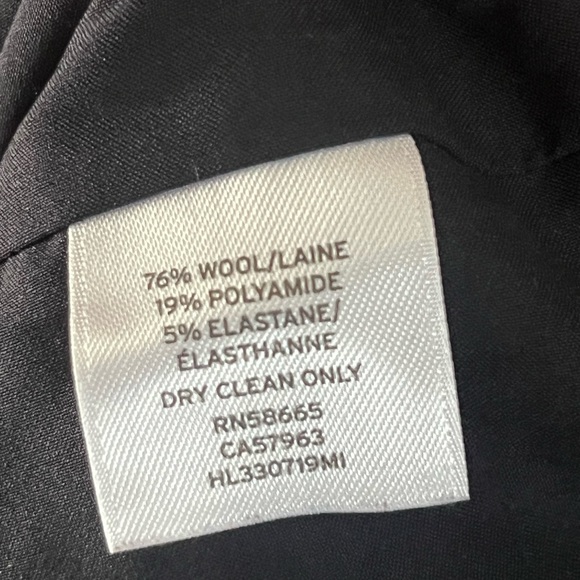 76% WOOL/LAINE
19% POLYAMIDE
5% ELASTANE/
ÉLASTHANNE
DRY CLEAN ONLY
RN58665
CA57963
HL330719MI